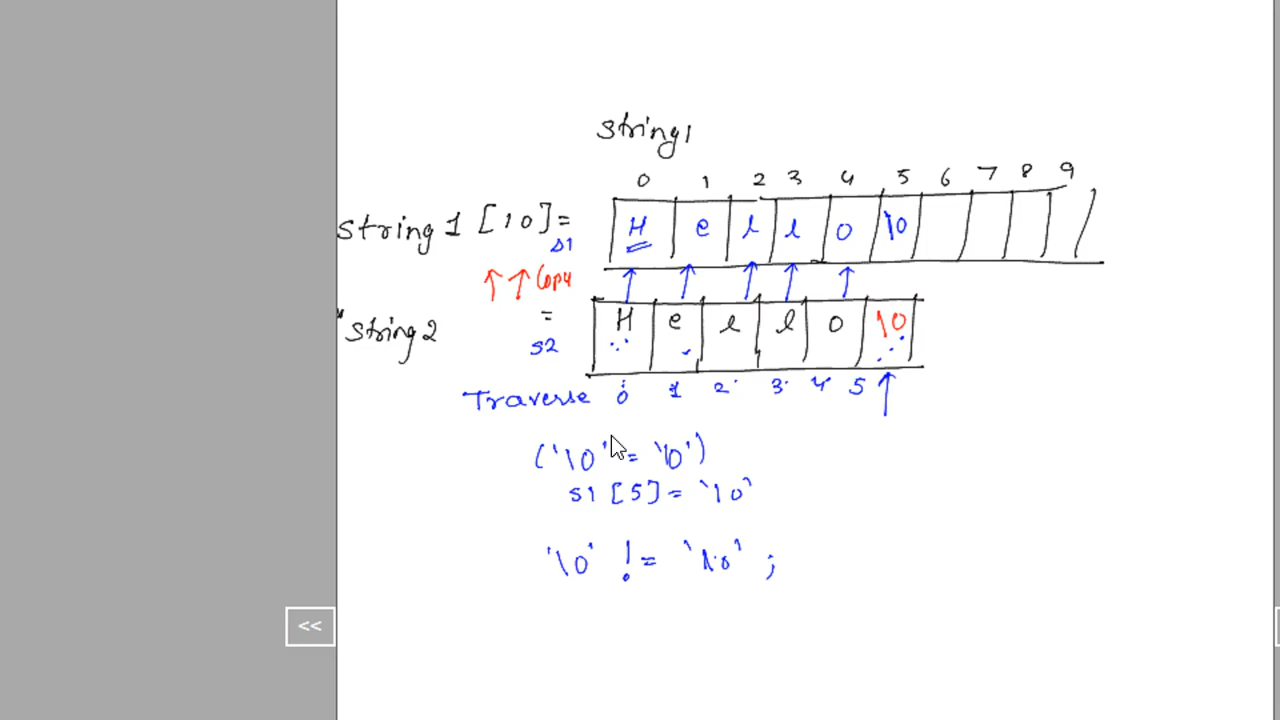 string1
0 1 2 3 4 5 6 7 8 9
string 1 [10] = H e l l o \0
s1
Copy
string 2 = H e l l o \0
s2
Traverse 0 1 2 3 4 5
('\0' = '\0')
s1 [5] = '\0'
'\0' != '\0' ;
<<